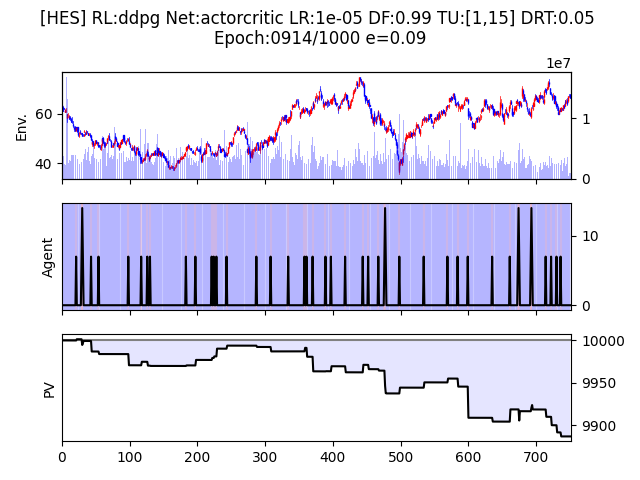 [HES] RL:ddpg Net:actorcritic LR:1e-05 DF:0.99 TU:[1,15] DRT:0.05
Epoch:0914/1000 e=0.09
1e7
Env.
60
40
1
0
Agent
10
0
PV
10000
9950
9900
0 100 200 300 400 500 600 700